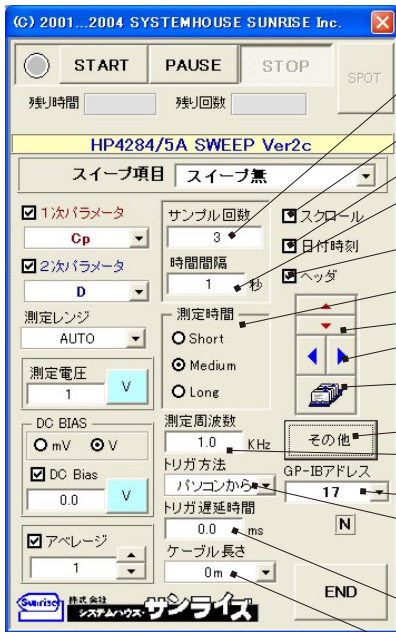 (C) 2001...2004 SYSTEMHOUSE SUNRISE Inc.
START PAUSE STOP SPOT
残り時間 残り回数
HP4284/5A SWEEP Ver2c
スイープ項目 スイープ無
1次パラメータ
Cp
2次パラメータ
D
測定レンジ
AUTO
測定電圧
1 V
DC BIAS
mV V
DC Bias
0.0 V
アベレージ
1
サンプル回数
3
時間間隔
1 秒
測定時間
Short
Medium
Long
測定周波数
1.0 KHz
トリガ方法
パソコンから
トリガ遅延時間
0.0 ms
ケーブル長さ
0m
スクロール
日付時刻
ヘッダ
その他
GP-IBアドレス
17
N
END
Sunrise 株式会社 システムハウス・サンライズ